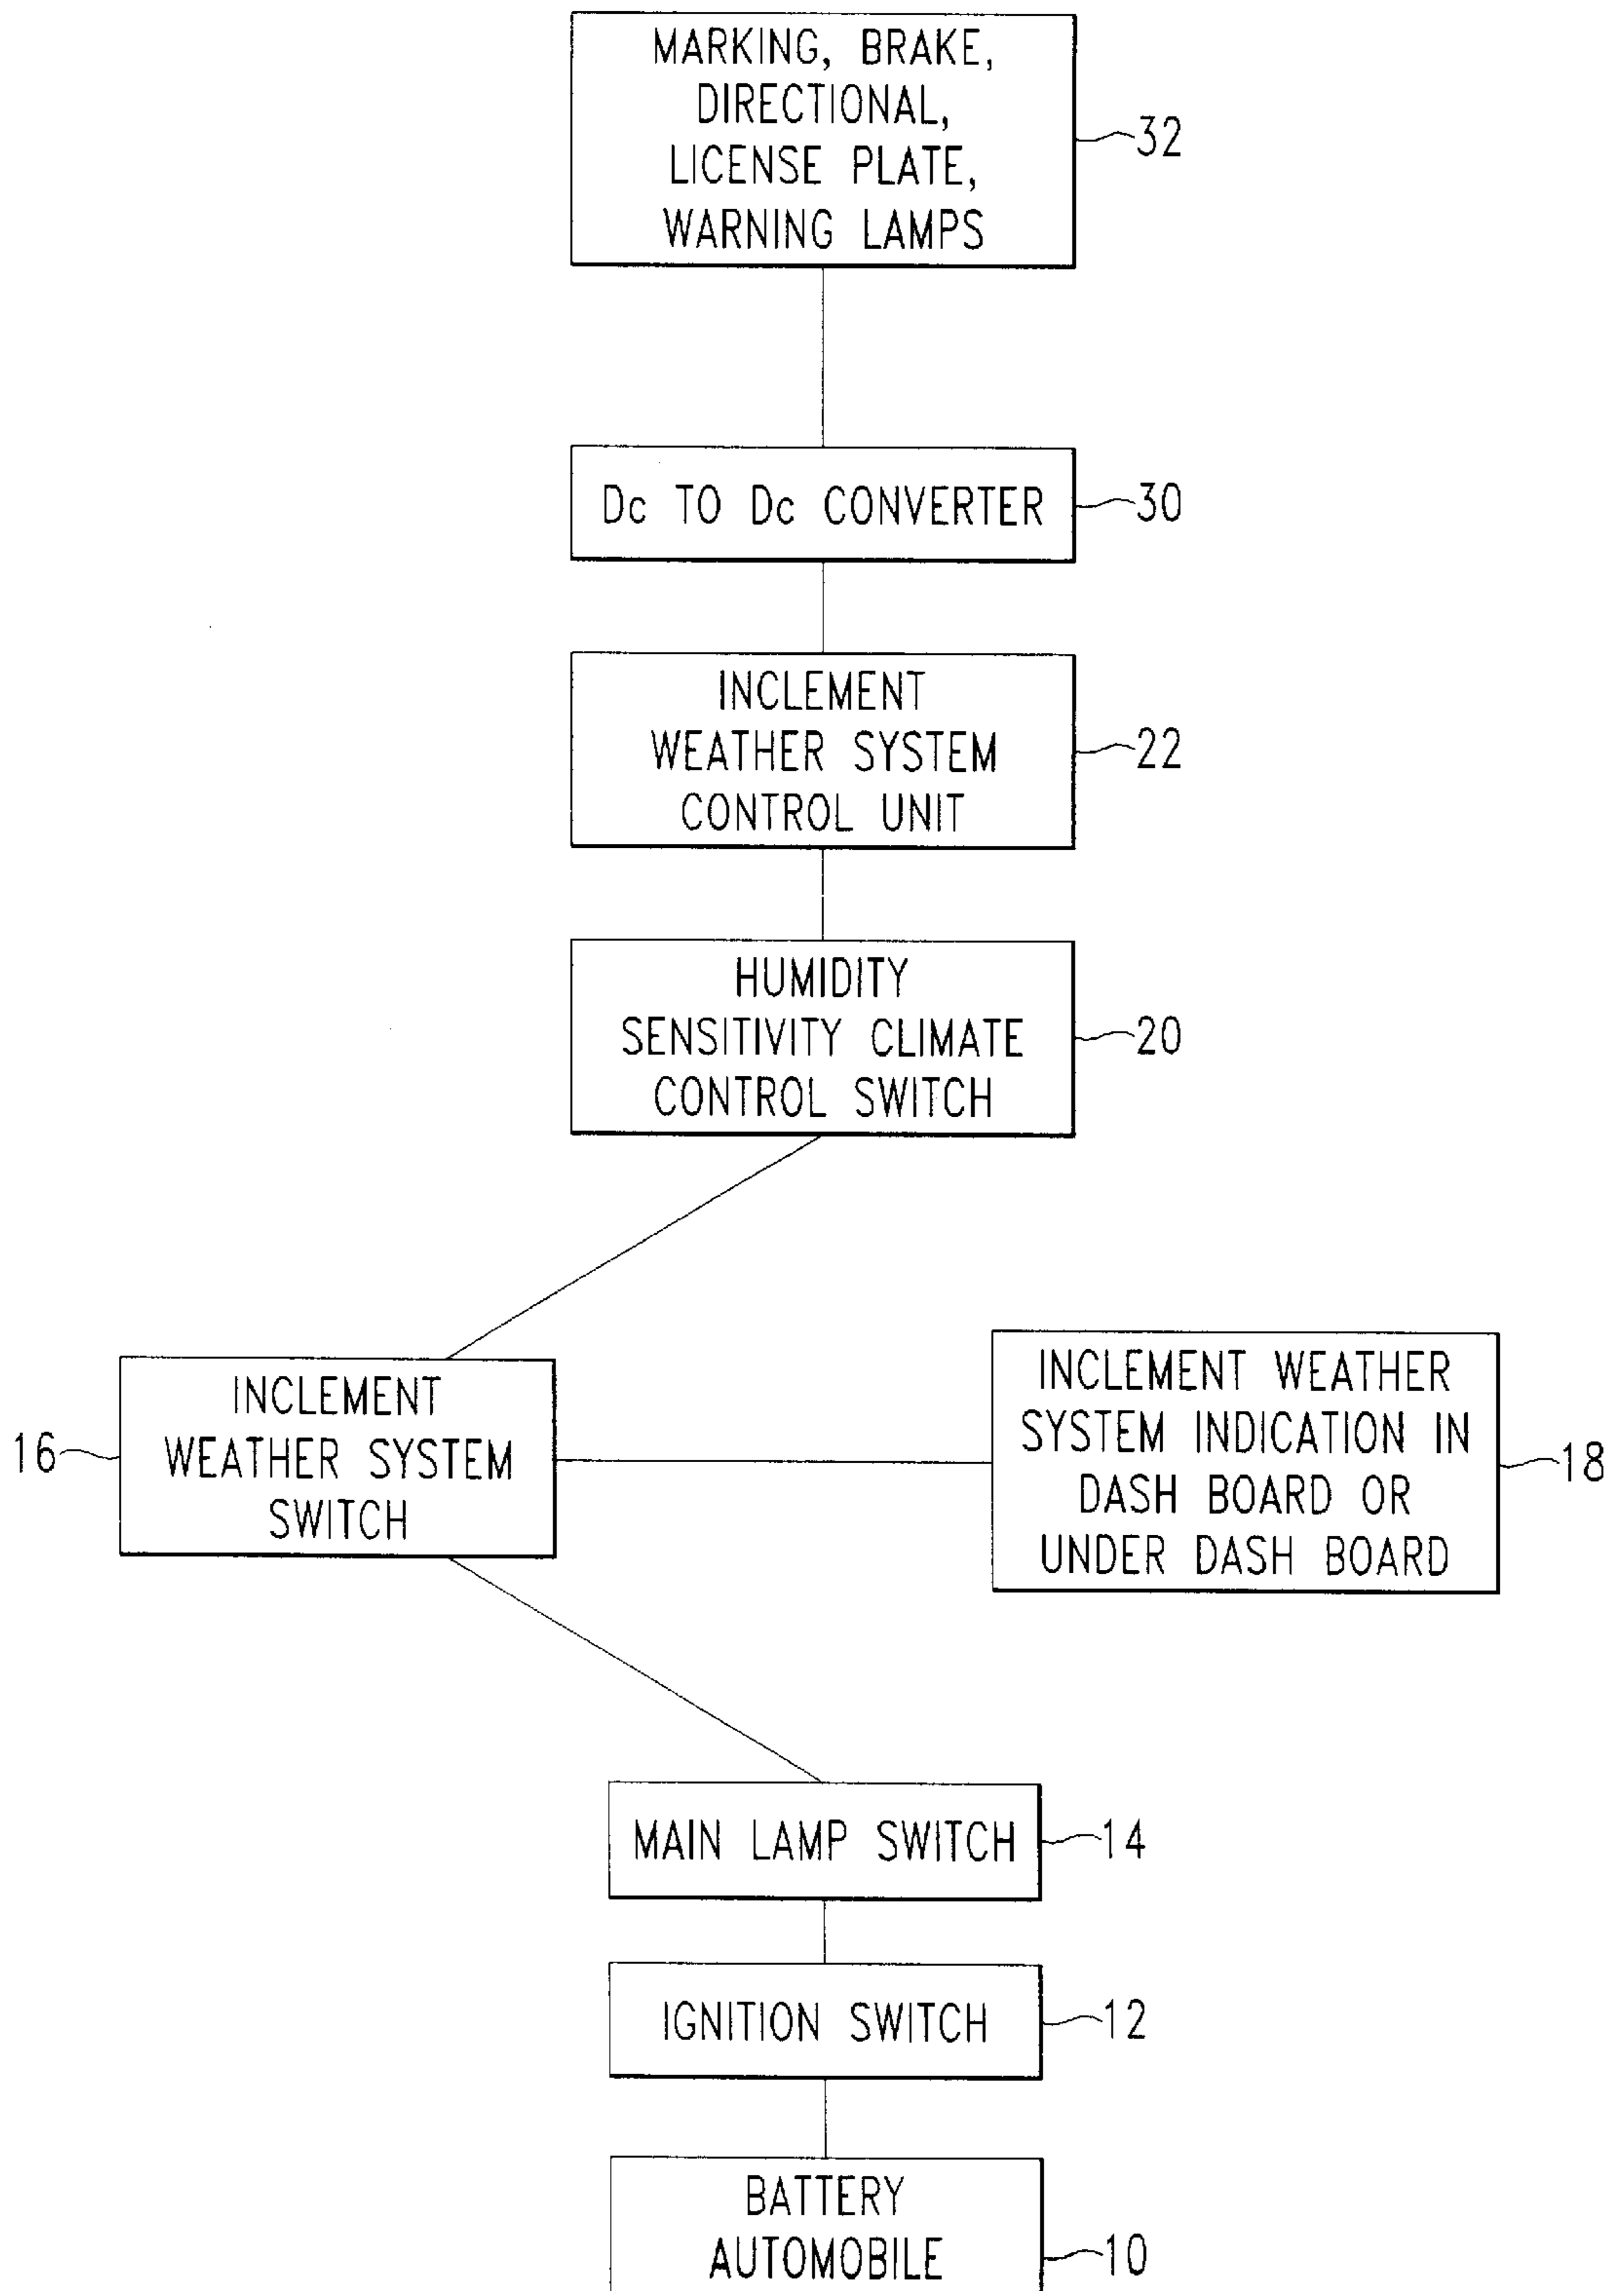 MARKING, BRAKE,
DIRECTIONAL,
LICENSE PLATE,
WARNING LAMPS
32
Dc TO Dc CONVERTER
30
INCLEMENT
WEATHER SYSTEM
CONTROL UNIT
22
HUMIDITY
SENSITIVITY CLIMATE
CONTROL SWITCH
20
16
INCLEMENT
WEATHER SYSTEM
SWITCH
INCLEMENT WEATHER
SYSTEM INDICATION IN
DASH BOARD OR
UNDER DASH BOARD
18
MAIN LAMP SWITCH
14
IGNITION SWITCH
12
BATTERY
AUTOMOBILE
10